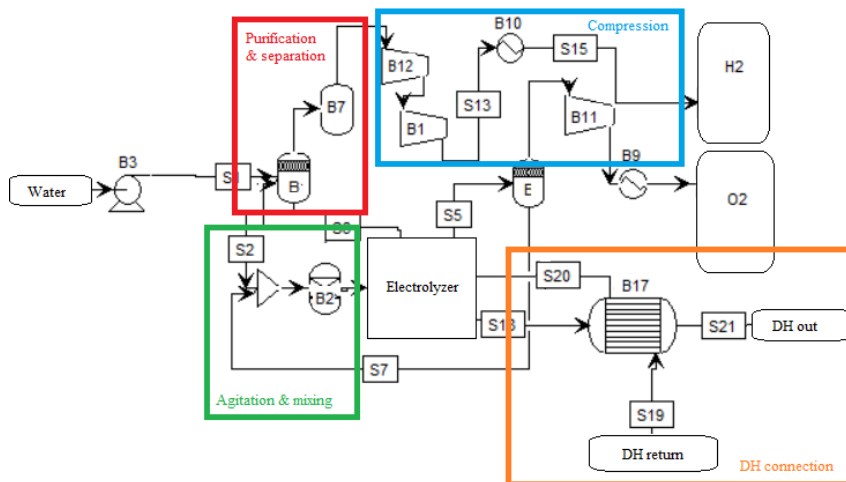 Purification
& separation
Compression
B10
S15
H2
B12
B7
S13
B1
B11
B3
S1
B9
Water
B
E
O2
S5
S2
Electrolyzer
S20
B17
B2
S18
S21
DH out
S7
Agitation & mixing
S19
DH return
DH connection